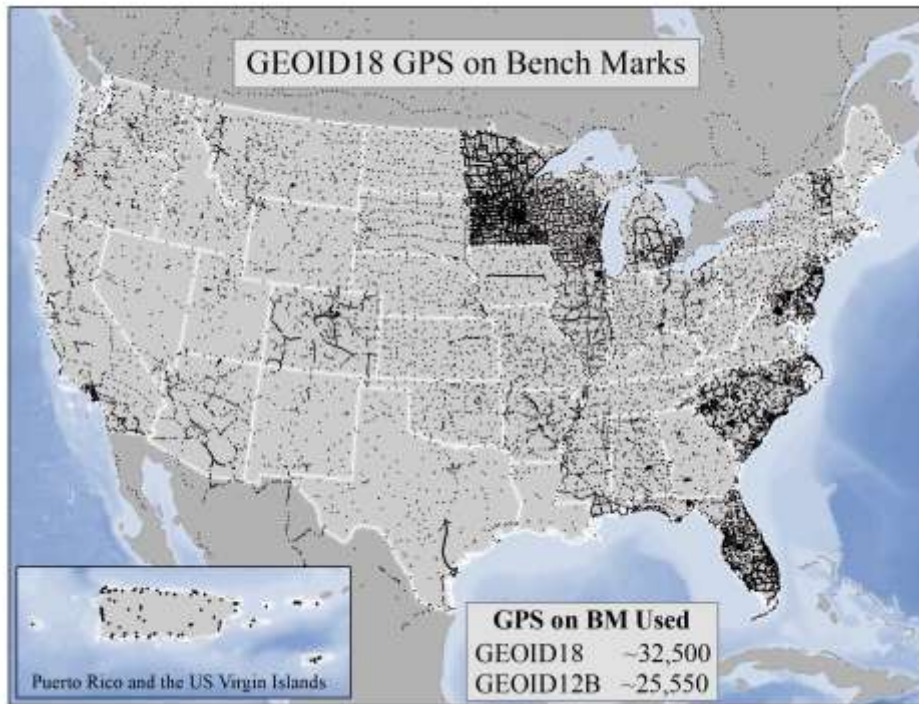 GEOID18 GPS on Bench Marks
Puerto Rico and the US Virgin Islands
GPS on BM Used
GEOID18 ~32,500
GEOID12B ~25,550